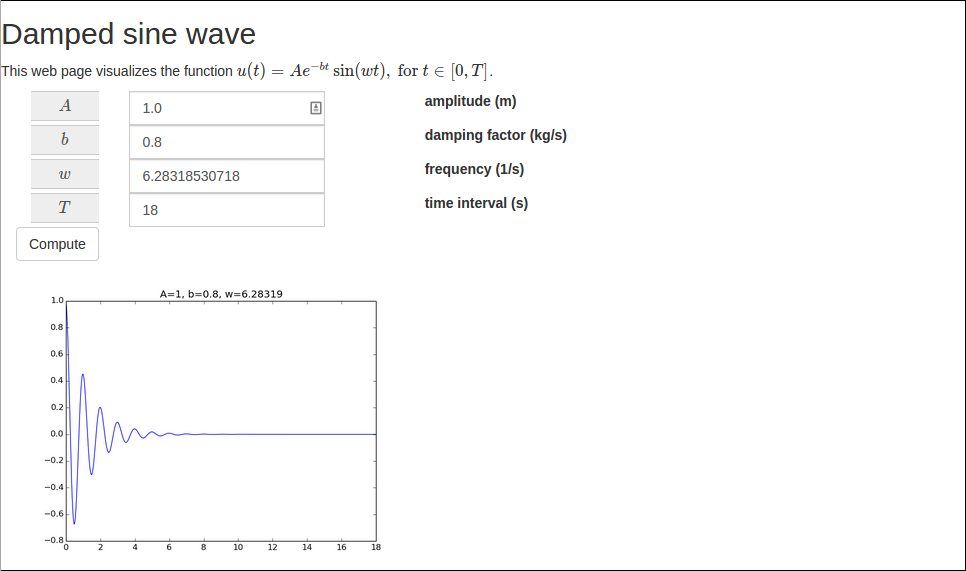 Damped sine wave
This web page visualizes the function u(t) = Ae^{-bt} sin(wt), for t ∈ [0, T].
A 1.0 amplitude (m)
b 0.8 damping factor (kg/s)
w 6.28318530718 frequency (1/s)
T 18 time interval (s)
Compute
A=1, b=0.8, w=6.28319
1.0
0.8
0.6
0.4
0.2
0.0
−0.2
−0.4
−0.6
−0.8
0 2 4 6 8 10 12 14 16 18